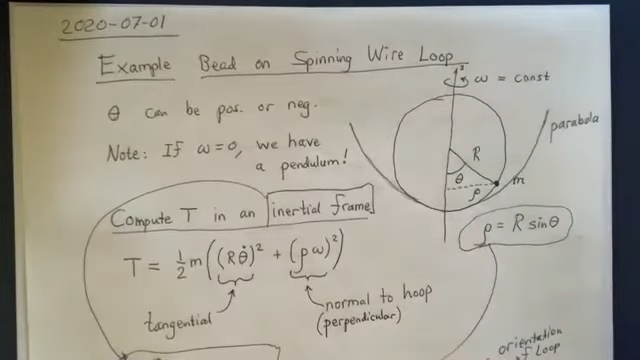 2020-07-01
Example Bead on Spinning Wire Loop
z
ω = const
θ can be pos. or neg.
Note: If ω=0, we have
a pendulum!
parabola
R
θ
m
ρ
Compute T in an inertial frame
ρ = R sinθ
T = ½ m((Rθ̇)² + (ρω)²)
tangential
normal to hoop
(perpendicular)
orientation
of loop